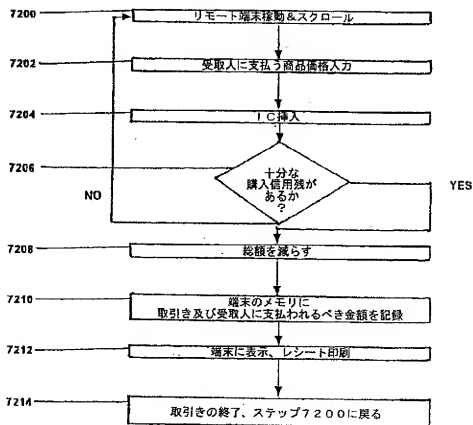 7200
リモート端末稼動&スクロール
7202
受取人に支払う商品価格入力
7204
IC挿入
7206
十分な
購入信用残が
あるか
?
NO
YES
7208
総額を減らす
7210
端末のメモリに
取引き及び受取人に支払われるべき金額を記録
7212
端末に表示、レシート印刷
7214
取引きの終了、ステップ7200に戻る